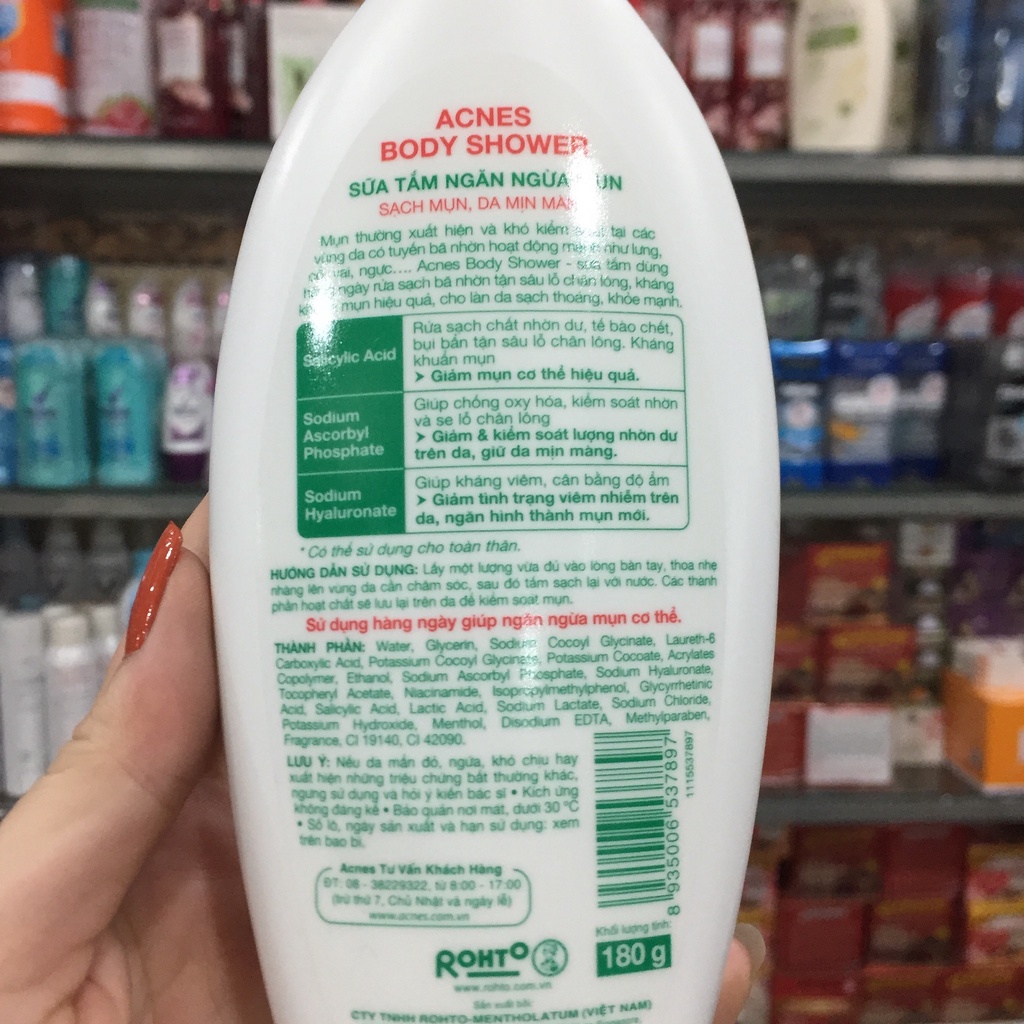 ACNES
BODY SHOWER
SỮA TẮM NGĂN NGỪA MỤN
SẠCH MỤN, DA MỊN MÀNG
Mụn thường xuất hiện và khó kiểm soát tại các
vùng da có tuyến bã nhờn hoạt động mạnh như lưng,
cổ, vai, ngực.... Acnes Body Shower - sữa tắm dùng
hàng ngày rửa sạch bã nhờn tận sâu lỗ chân lông, kháng
khuẩn mụn hiệu quả, cho làn da sạch thoáng, khỏe mạnh.
Salicylic Acid
Rửa sạch chất nhờn dư, tế bào chết,
bụi bẩn tận sâu lỗ chân lông. Kháng
khuẩn mụn
➤ Giảm mụn cơ thể hiệu quả.
Sodium
Ascorbyl
Phosphate
Giúp chống oxy hóa, kiểm soát nhờn
và se lỗ chân lông
➤ Giảm & kiểm soát lượng nhờn dư
trên da, giữ da mịn màng.
Sodium
Hyaluronate
Giúp kháng viêm, cân bằng độ ẩm
➤ Giảm tình trạng viêm nhiễm trên
da, ngăn hình thành mụn mới.
* Có thể sử dụng cho toàn thân.
HƯỚNG DẪN SỬ DỤNG: Lấy một lượng vừa đủ vào lòng bàn tay, thoa nhẹ
nhàng lên vùng da cần chăm sóc, sau đó tắm sạch lại với nước. Các thành
phần hoạt chất sẽ lưu lại trên da để kiểm soát mụn.
Sử dụng hàng ngày giúp ngăn ngừa mụn cơ thể.
THÀNH PHẦN: Water, Glycerin, Sodium Cocoyl Glycinate, Laureth-6
Carboxylic Acid, Potassium Cocoyl Glycinate, Potassium Cocoate, Acrylates
Copolymer, Ethanol, Sodium Ascorbyl Phosphate, Sodium Hyaluronate,
Tocopheryl Acetate, Niacinamide, Isopropylmethylphenol, Glycyrrhetinic
Acid, Salicylic Acid, Lactic Acid, Sodium Lactate, Sodium Chloride,
Potassium Hydroxide, Menthol, Disodium EDTA, Methylparaben,
Fragrance, CI 19140, CI 42090.
LƯU Ý: Nếu da mẩn đỏ, ngứa, khó chịu hay
xuất hiện những triệu chứng bất thường khác,
ngưng sử dụng và hỏi ý kiến bác sĩ • Kích ứng
không đáng kể • Bảo quản nơi mát, dưới 30 °C
• Số lô, ngày sản xuất và hạn sử dụng: xem
trên bao bì.
8 935006 537897
1115537897
Acnes Tư Vấn Khách Hàng
ĐT: 08 - 38229322, từ 8:00 - 17:00
(trừ thứ 7, Chủ Nhật và ngày lễ)
www.acnes.com.vn
Khối lượng tịnh:
180 g
ROHTO
www.rohto.com.vn
Sản xuất bởi:
CTY TNHH ROHTO-MENTHOLATUM (VIỆT NAM)